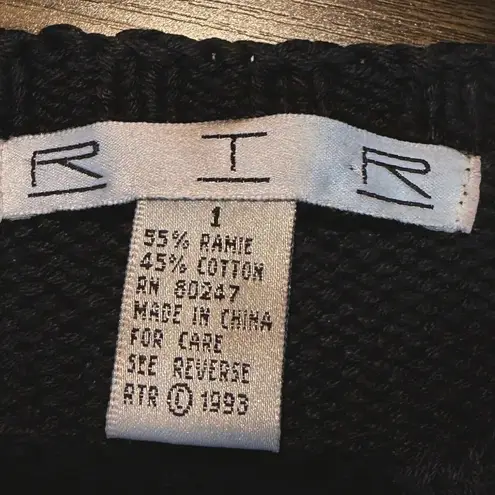 R T R
1
55% RAMIE
45% COTTON
RN 80247
MADE IN CHINA
FOR CARE
SEE REVERSE
RTR © 1993